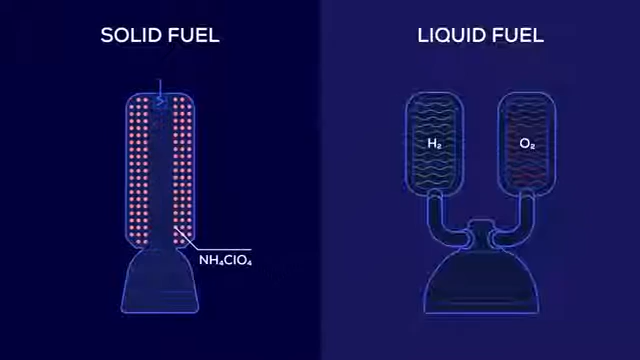 SOLID FUEL
LIQUID FUEL
H₂
O₂
NH₄ClO₄